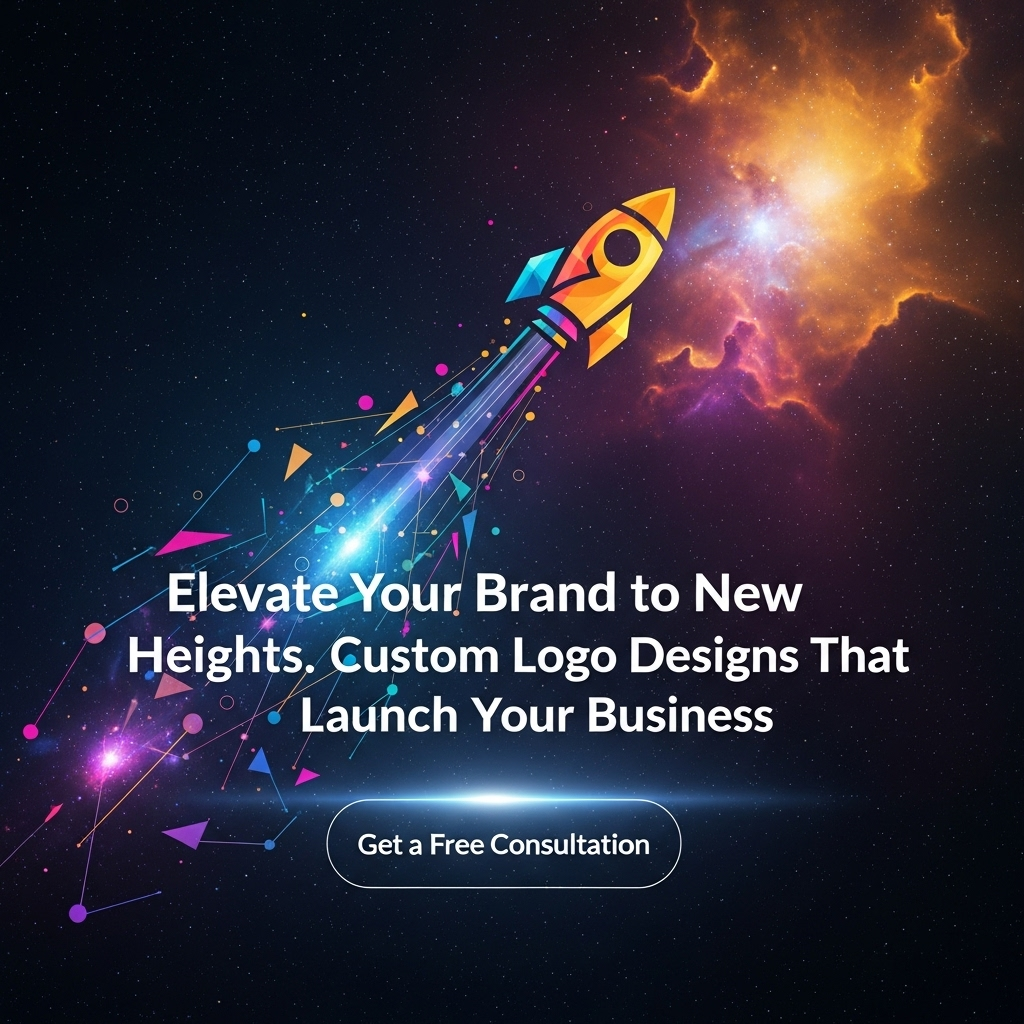 Elevate Your Brand to New
Heights. Custom Logo Designs That
Launch Your Business
Get a Free Consultation